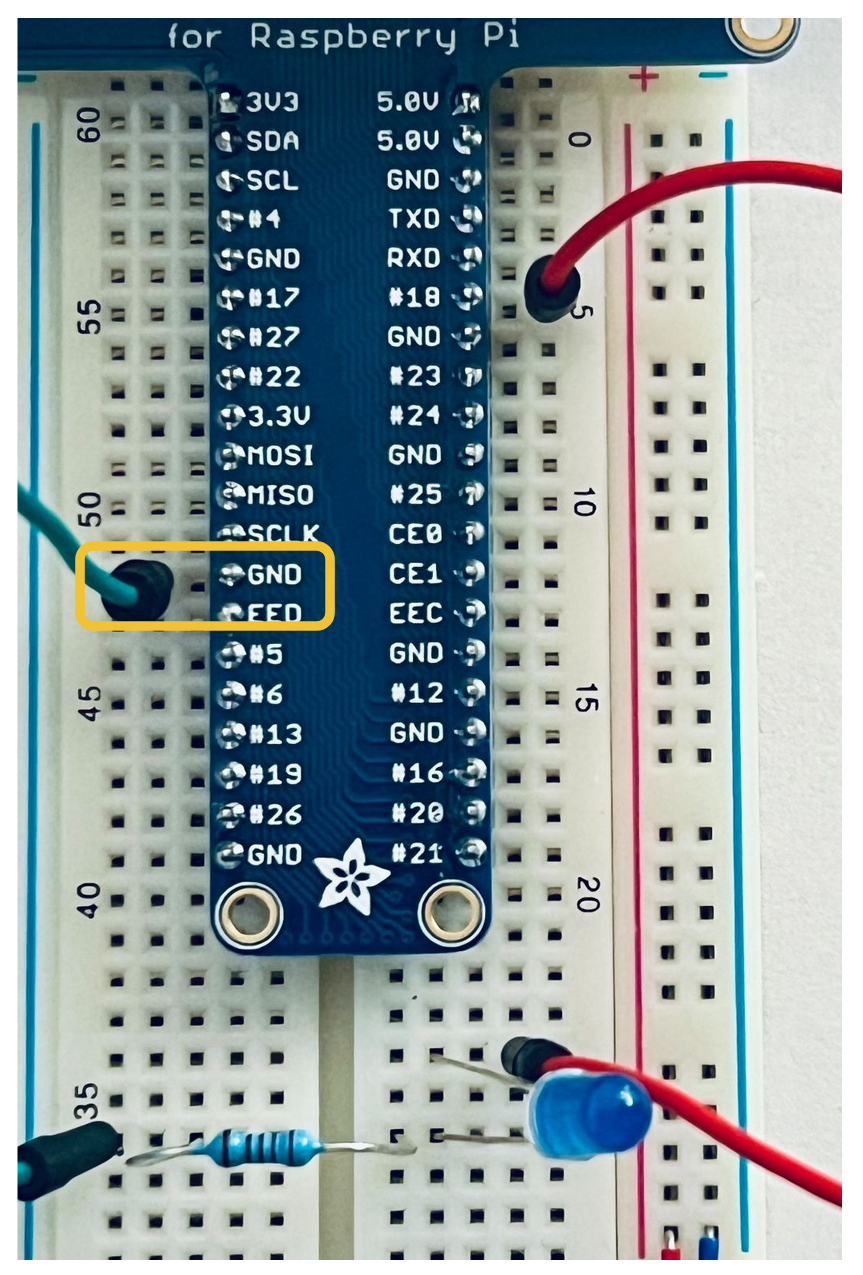 for Raspberry Pi
+ −
−
3V3 5.0V
60
SDA 5.0V
0
SCL GND
#4 TXD
GND RXD
#17 #18
55 5
#27 GND
#22 #23
3.3V #24
MOSI GND
MISO #25
50 10
SCLK CE0
GND CE1
EED EEC
#5 GND
#6 #12
45 15
#13 GND
#19 #16
#26 #20
GND #21
40 20
35